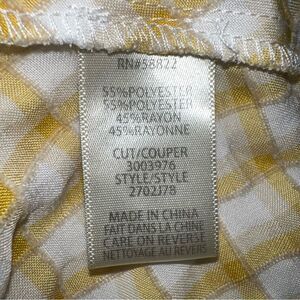 RN#58822
55%POLYESTER
55%POLYESTER
45%RAYON
45%RAYONNE
CUT/COUPER
3003976
STYLE/STYLE
2702J78
MADE IN CHINA
FAIT DANS LA CHINE
CARE ON REVERSE
NETTOYAGE AU REVERS